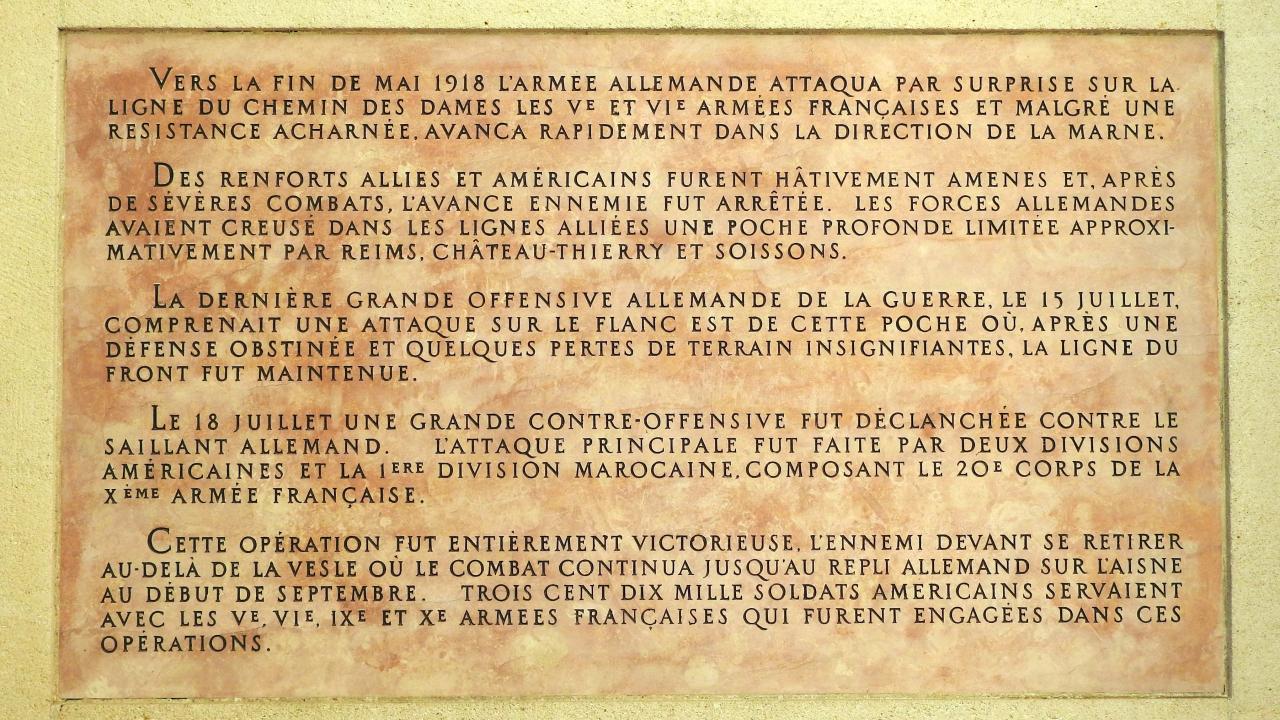 VERS LA FIN DE MAI 1918 L'ARMÉE ALLEMANDE ATTAQUA PAR SURPRISE SUR LA
LIGNE DU CHEMIN DES DAMES LES VE ET VIE ARMÉES FRANÇAISES ET MALGRÉ UNE
RESISTANCE ACHARNÉE, AVANCA RAPIDEMENT DANS LA DIRECTION DE LA MARNE.
DES RENFORTS ALLIES ET AMÉRICAINS FURENT HÂTIVEMENT AMENES ET, APRÈS
DE SÉVÈRES COMBATS, L'AVANCE ENNEMIE FUT ARRÊTÉE. LES FORCES ALLEMANDES
AVAIENT CREUSÉ DANS LES LIGNES ALLIÉES UNE POCHE PROFONDE LIMITÉE APPROXI-
MATIVEMENT PAR REIMS, CHÂTEAU-THIERRY ET SOISSONS.
LA DERNIÈRE GRANDE OFFENSIVE ALLEMANDE DE LA GUERRE, LE 15 JUILLET,
COMPRENAIT UNE ATTAQUE SUR LE FLANC EST DE CETTE POCHE OÙ, APRÈS UNE
DÉFENSE OBSTINÉE ET QUELQUES PERTES DE TERRAIN INSIGNIFIANTES, LA LIGNE DU
FRONT FUT MAINTENUE.
LE 18 JUILLET UNE GRANDE CONTRE-OFFENSIVE FUT DÉCLANCHÉE CONTRE LE
SAILLANT ALLEMAND. L'ATTAQUE PRINCIPALE FUT FAITE PAR DEUX DIVISIONS
AMÉRICAINES ET LA 1ERE DIVISION MAROCAINE, COMPOSANT LE 20E CORPS DE LA
XÈME ARMÉE FRANÇAISE.
CETTE OPÉRATION FUT ENTIÈREMENT VICTORIEUSE, L'ENNEMI DEVANT SE RETIRER
AU-DELÀ DE LA VESLE OÙ LE COMBAT CONTINUA JUSQU'AU REPLI ALLEMAND SUR L'AISNE
AU DÉBUT DE SEPTEMBRE. TROIS CENT DIX MILLE SOLDATS AMERICAINS SERVAIENT
AVEC LES VE, VIE, IXE ET XE ARMEES FRANÇAISES QUI FURENT ENGAGÉES DANS CES
OPÉRATIONS.